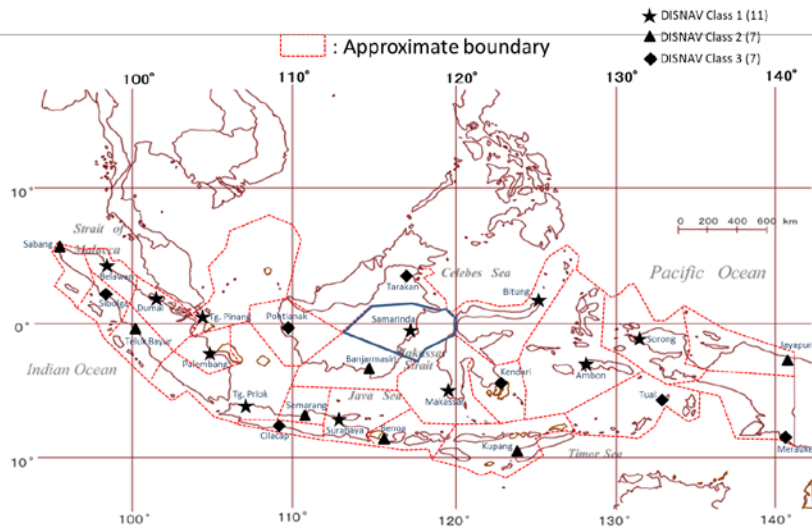 DISNAV Class 1 (11)
DISNAV Class 2 (7)
DISNAV Class 3 (7)
: Approximate boundary
100°
110°
120°
130°
140°
10°
0°
10°
100°
110°
120°
130°
140°
0 200 400 600 km
Strait of
Malacca
Sabang
Belawan
Sibolga
Dumai
Tg. Pinang
Teluk Bayur
Palembang
Indian Ocean
Pontianak
Tarakan
Celebes Sea
Samarinda
Makassar
Strait
Banjarmasin
Bitung
Pacific Ocean
Sorong
Jayapura
Kendari
Ambon
Tual
Java Sea
Makassar
Tg. Priok
Semarang
Cilacap
Surabaya
Benoa
Kupang
Timor Sea
Merauke